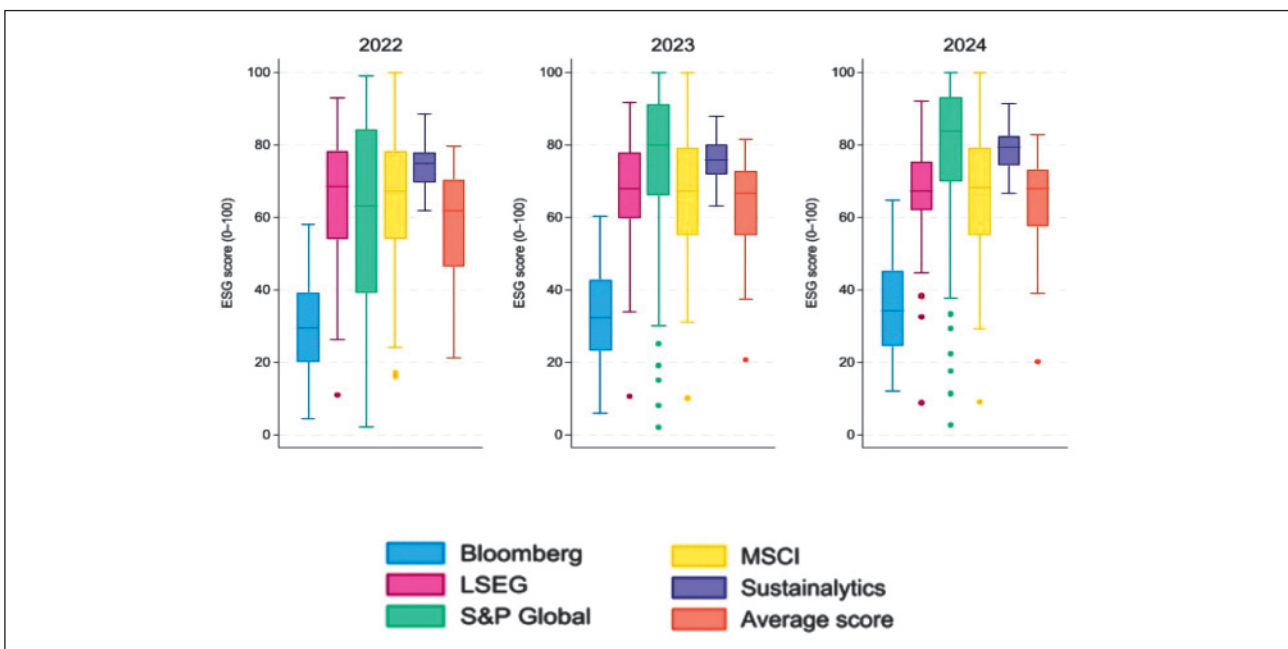 2022
2023
2024
ESG score (0–100)
100
80
60
40
20
0
ESG score (0–100)
100
80
60
40
20
0
ESG score (0–100)
100
80
60
40
20
0
Bloomberg
LSEG
S&P Global
MSCI
Sustainalytics
Average score